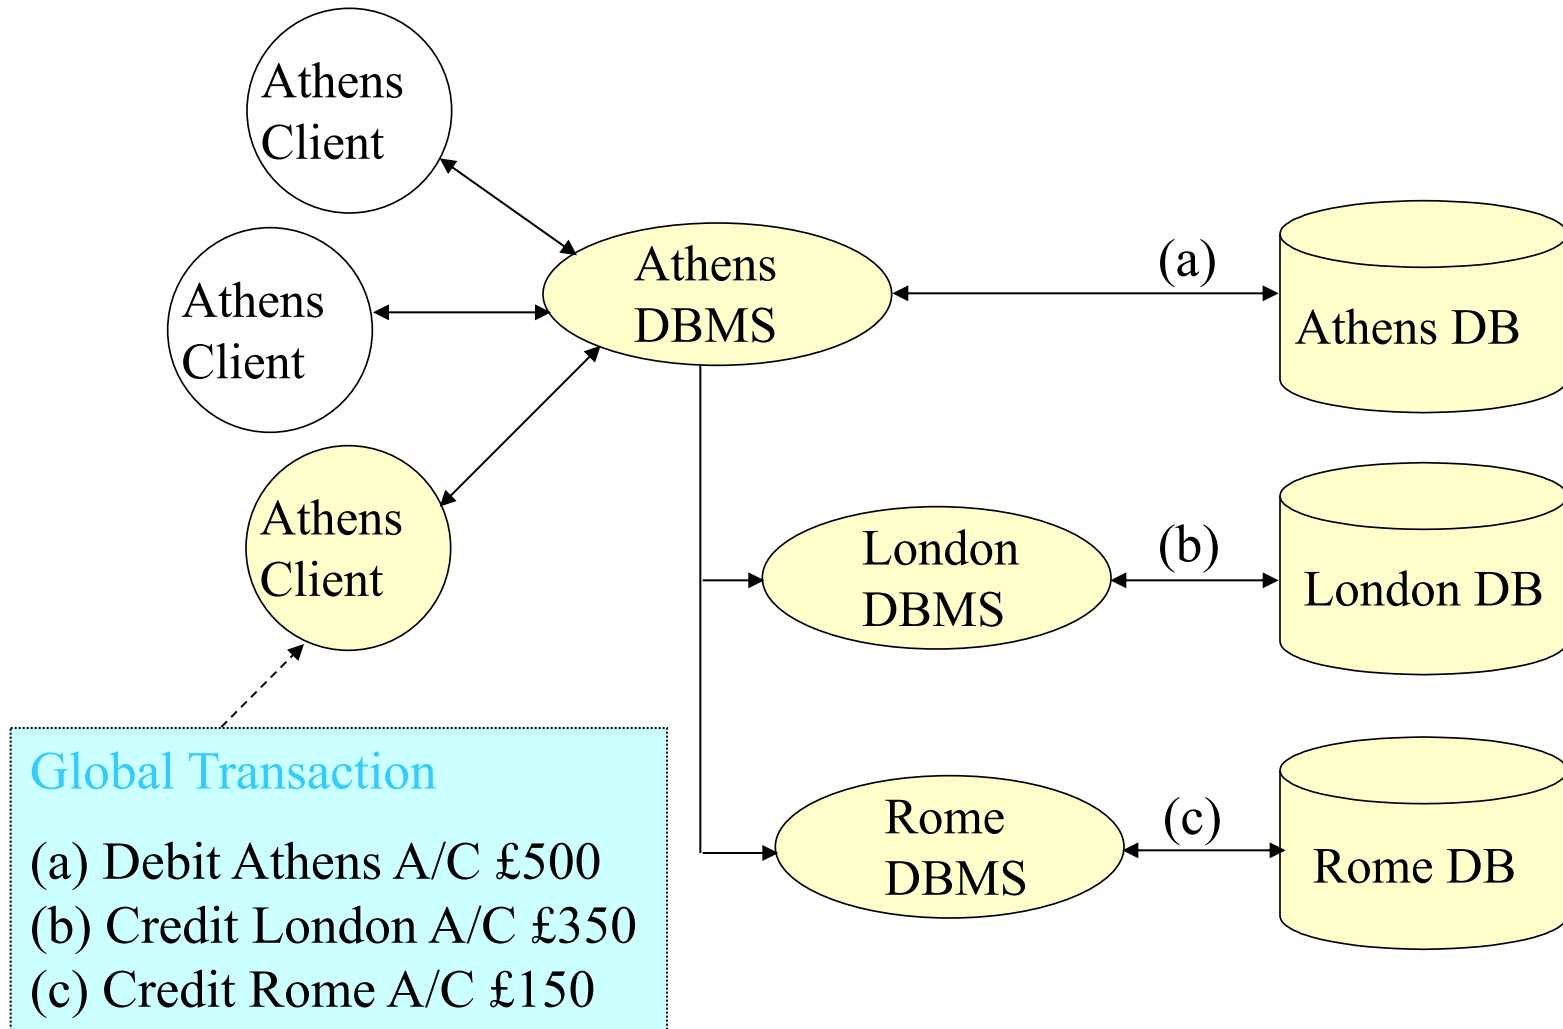 Athens
Client
Athens
Client
Athens
Client
Athens
DBMS
(a)
Athens DB
London
DBMS
(b)
London DB
Rome
DBMS
(c)
Rome DB
Global Transaction
(a) Debit Athens A/C £500
(b) Credit London A/C £350
(c) Credit Rome A/C £150